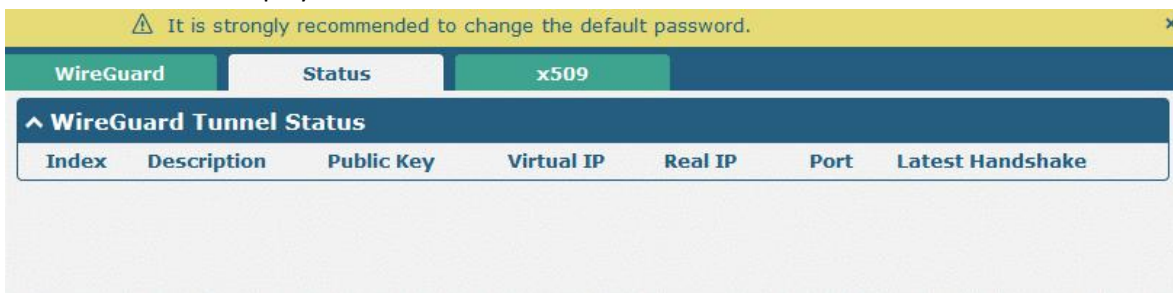 ⚠ It is strongly recommended to change the default password. ×
WireGuard Status x509
^ WireGuard Tunnel Status
Index Description Public Key Virtual IP Real IP Port Latest Handshake